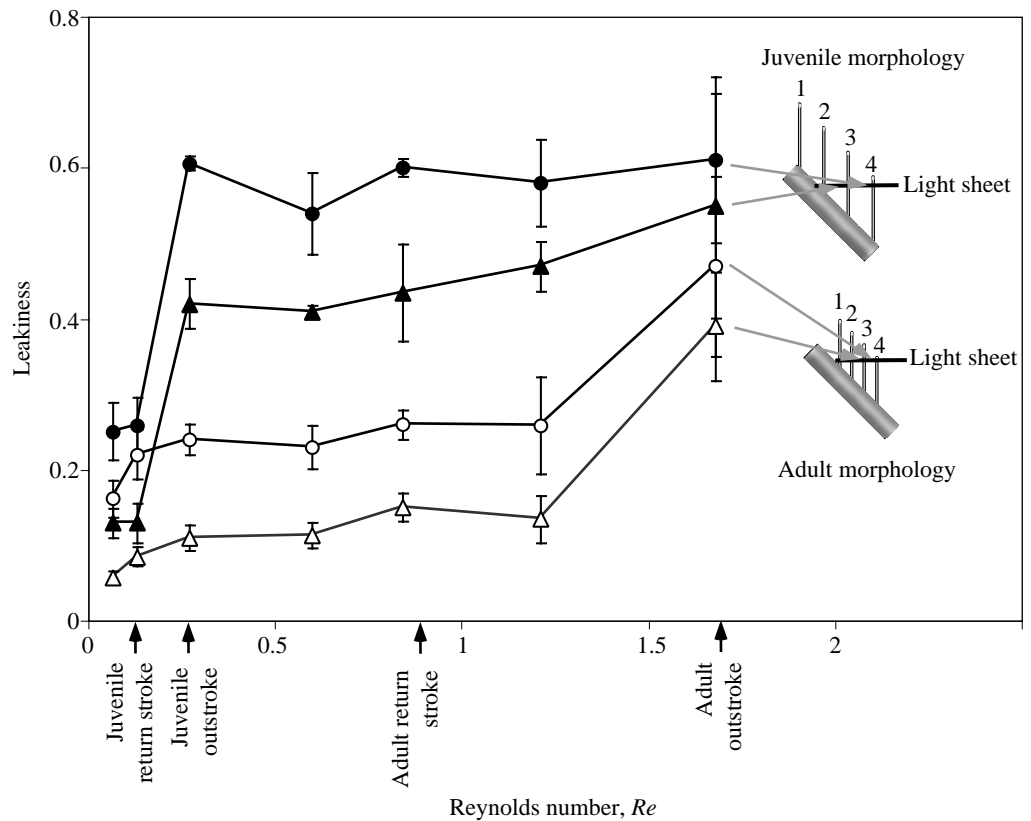 0.8
0.6
0.4
0.2
0
Leakiness
Juvenile morphology
1
2
3
4
Light sheet
1
2
3
4
Light sheet
Adult morphology
0
0.5
1
1.5
2
Juvenile
return stroke
Juvenile
outstroke
Adult return
stroke
Adult
outstroke
Reynolds number, Re